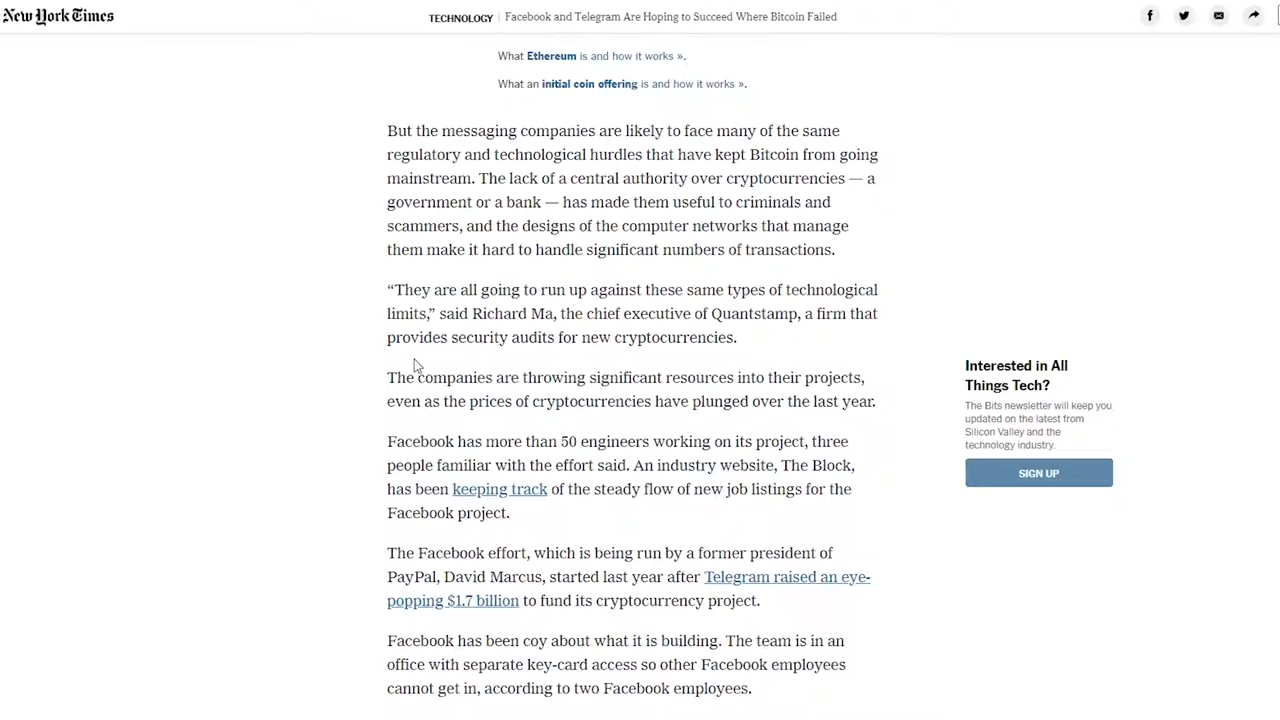 New York Times
TECHNOLOGY | Facebook and Telegram Are Hoping to Succeed Where Bitcoin Failed
What Ethereum is and how it works ».
What an initial coin offering is and how it works ».
But the messaging companies are likely to face many of the same
regulatory and technological hurdles that have kept Bitcoin from going
mainstream. The lack of a central authority over cryptocurrencies — a
government or a bank — has made them useful to criminals and
scammers, and the designs of the computer networks that manage
them make it hard to handle significant numbers of transactions.
“They are all going to run up against these same types of technological
limits,” said Richard Ma, the chief executive of Quantstamp, a firm that
provides security audits for new cryptocurrencies.
The companies are throwing significant resources into their projects,
even as the prices of cryptocurrencies have plunged over the last year.
Facebook has more than 50 engineers working on its project, three
people familiar with the effort said. An industry website, The Block,
has been keeping track of the steady flow of new job listings for the
Facebook project.
The Facebook effort, which is being run by a former president of
PayPal, David Marcus, started last year after Telegram raised an eye-
popping $1.7 billion to fund its cryptocurrency project.
Facebook has been coy about what it is building. The team is in an
office with separate key-card access so other Facebook employees
cannot get in, according to two Facebook employees.
Interested in All
Things Tech?
The Bits newsletter will keep you
updated on the latest from
Silicon Valley and the
technology industry.
SIGN UP